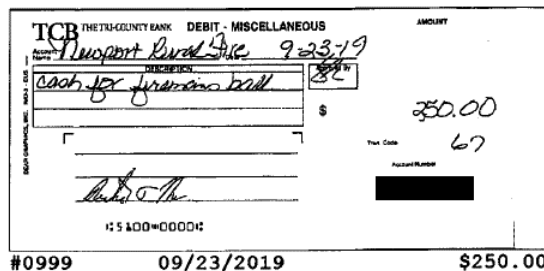 TCB THE TRI-COUNTY BANK DEBIT - MISCELLANEOUS AMOUNT
Account Name Newport Rural Fire 9-23-19
DESCRIPTION
cash for firemans ball
$ 250.00
Tran. Code 67
Account Number
⑆5100⑉0000⑆
#0999 09/23/2019 $250.00